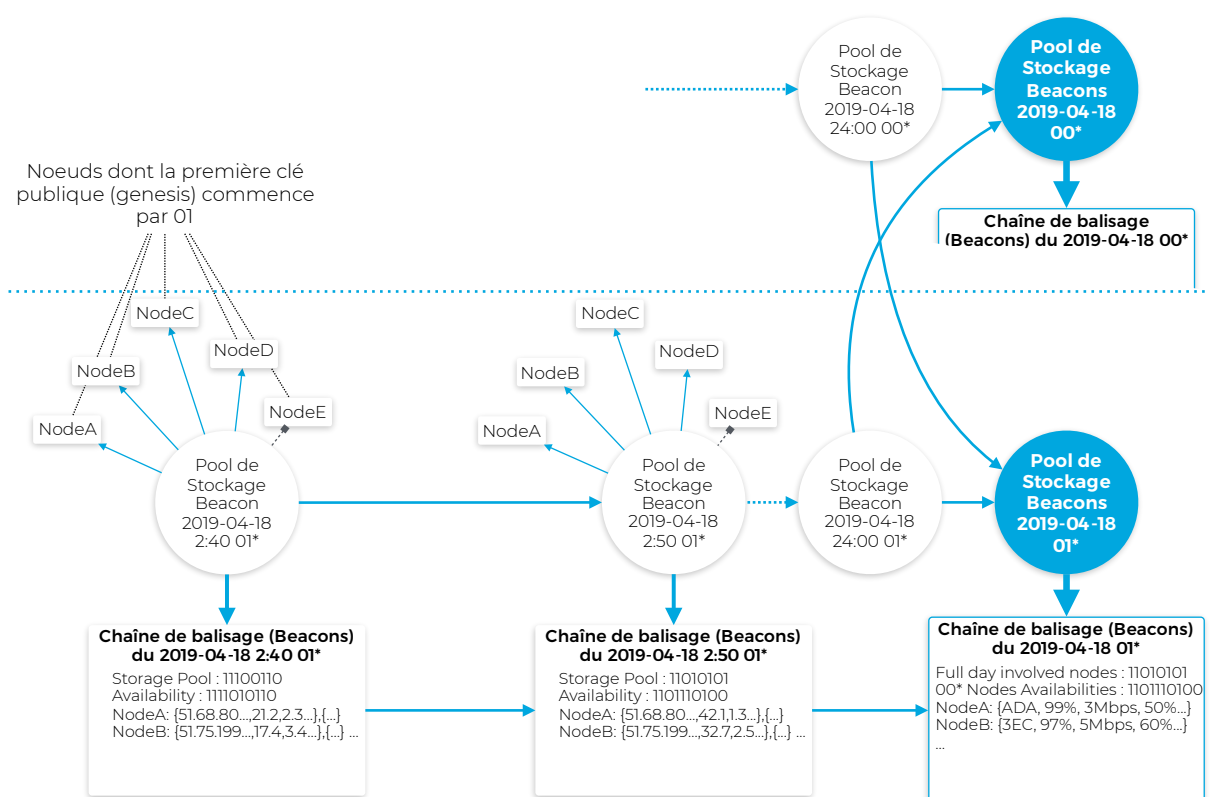 Pool de
Stockage
Beacon
2019-04-18
24:00 00*
Pool de
Stockage
Beacons
2019-04-18
00*
Chaîne de balisage
(Beacons) du 2019-04-18 00*
Noeuds dont la première clé
publique (genesis) commence
par 01
NodeC
NodeD
NodeB
NodeE
NodeA
NodeC
NodeD
NodeB
NodeE
NodeA
Pool de
Stockage
Beacon
2019-04-18
2:40 01*
Pool de
Stockage
Beacon
2019-04-18
2:50 01*
Pool de
Stockage
Beacon
2019-04-18
24:00 01*
Pool de
Stockage
Beacons
2019-04-18
01*
Chaîne de balisage (Beacons)
du 2019-04-18 2:40 01*
Storage Pool : 11100110
Availability : 1111010110
NodeA: {51.68.80...,21.2,2.3...},{...}
NodeB: {51.75.199...,17.4,3.4...},{...} ...
Chaîne de balisage (Beacons)
du 2019-04-18 2:50 01*
Storage Pool : 11010101
Availability : 1101110100
NodeA: {51.68.80...,42.1,1.3...},{...}
NodeB: {51.75.199...,32.7,2.5...},{...} ...
Chaîne de balisage (Beacons)
du 2019-04-18 01*
Full day involved nodes : 11010101
00* Nodes Availabilities : 1101110100
NodeA: {ADA, 99%, 3Mbps, 50%...}
NodeB: {3EC, 97%, 5Mbps, 60%...}
...